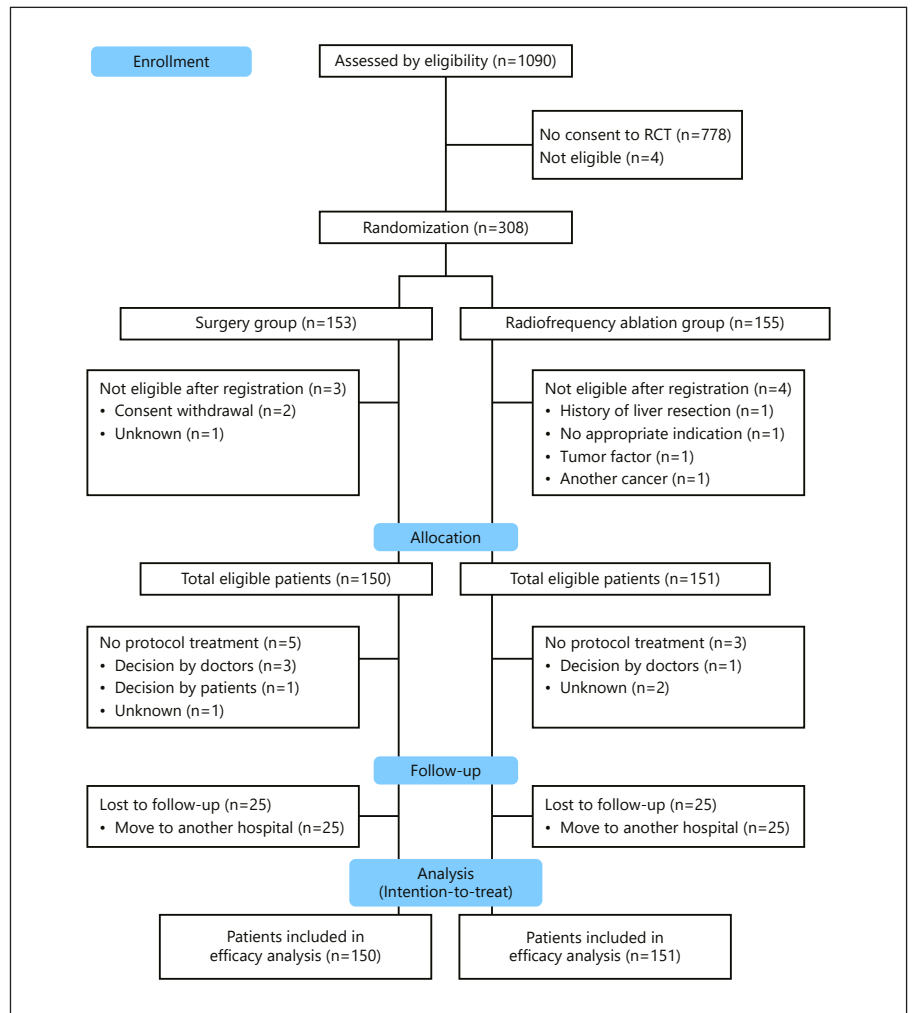 Enrollment
Assessed by eligibility (n=1090)
No consent to RCT (n=778)
Not eligible (n=4)
Randomization (n=308)
Surgery group (n=153)
Radiofrequency ablation group (n=155)
Not eligible after registration (n=3)
• Consent withdrawal (n=2)
• Unknown (n=1)
Not eligible after registration (n=4)
• History of liver resection (n=1)
• No appropriate indication (n=1)
• Tumor factor (n=1)
• Another cancer (n=1)
Allocation
Total eligible patients (n=150)
Total eligible patients (n=151)
No protocol treatment (n=5)
• Decision by doctors (n=3)
• Decision by patients (n=1)
• Unknown (n=1)
No protocol treatment (n=3)
• Decision by doctors (n=1)
• Unknown (n=2)
Follow-up
Lost to follow-up (n=25)
• Move to another hospital (n=25)
Lost to follow-up (n=25)
• Move to another hospital (n=25)
Analysis
(Intention-to-treat)
Patients included in
efficacy analysis (n=150)
Patients included in
efficacy analysis (n=151)